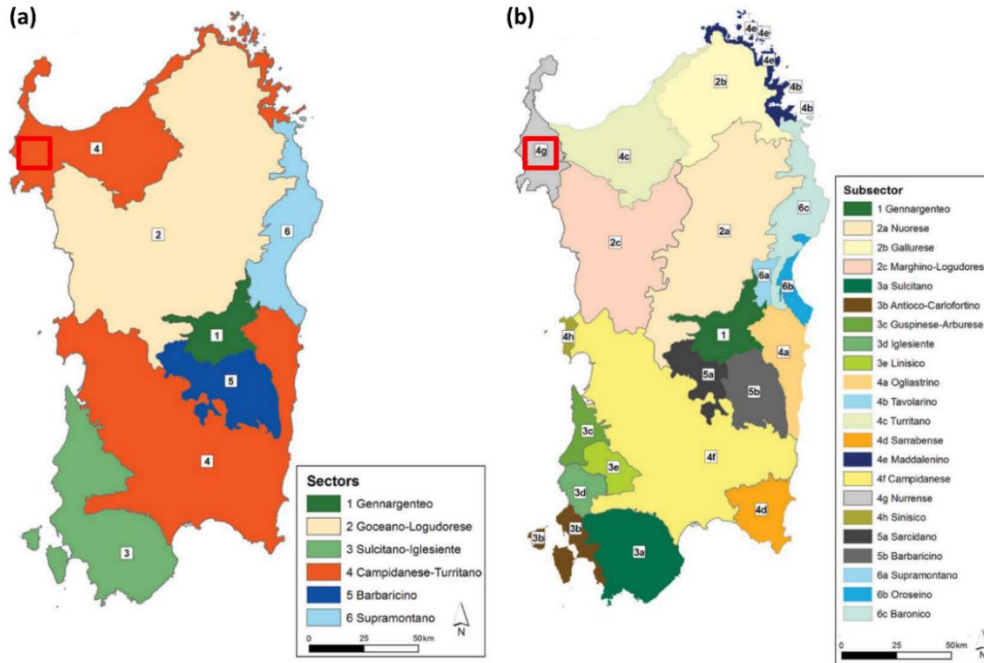 (a)
4
2
6
1
5
4
3
Sectors
1 Gennargenteo
2 Goceano-Logudorese
3 Sulcitano-Iglesiente
4 Campidanese-Turritano
5 Barbaricino
6 Supramontano
N
0 25 50 km
(b)
4e
4e
4e
4b
4b
2b
4g
4c
6c
2c
2a
6a
6b
4h
1
4a
5a
5b
3c
3e
4f
3d
4d
3b
3b
3a
Subsector
1 Gennargenteo
2a Nuorese
2b Gallurese
2c Marghino-Logudorese
3a Sulcitano
3b Antioco-Carlofortino
3c Guspinese-Arburese
3d Iglesiente
3e Linisico
4a Ogliastrino
4b Tavolarino
4c Turritano
4d Sarrabense
4e Maddalenino
4f Campidanese
4g Nurrense
4h Sinisico
5a Sarcidano
5b Barbaricino
6a Supramontano
6b Oroseino
6c Baronico
N
0 25 50 km